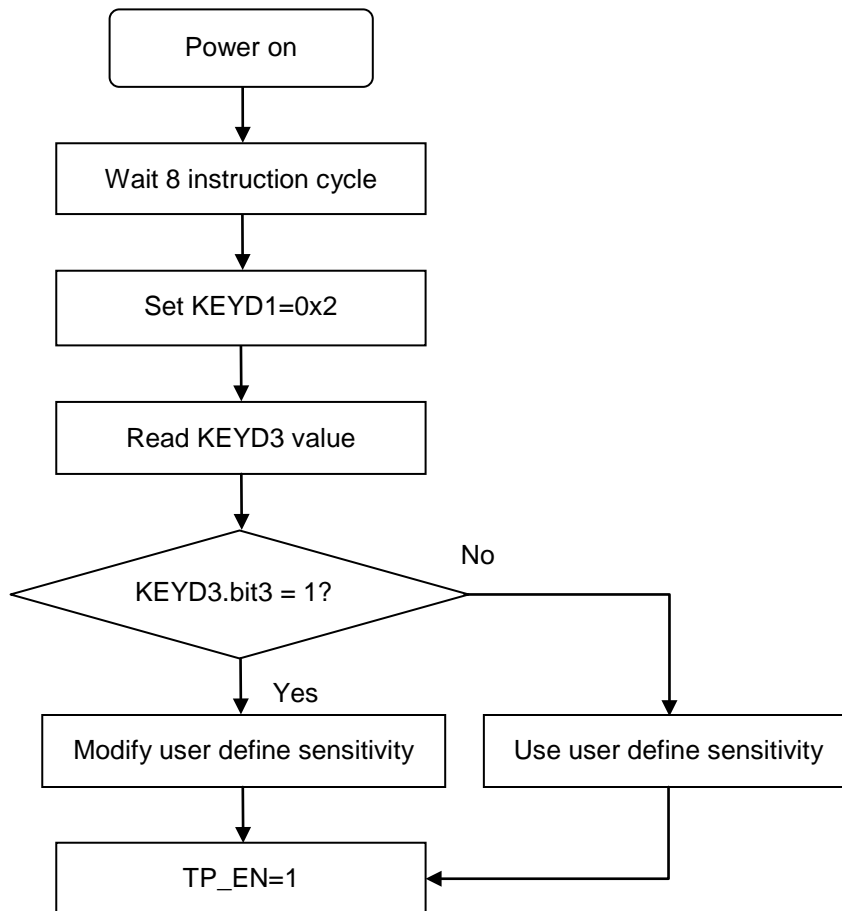 Power on
Wait 8 instruction cycle
Set KEYD1=0x2
Read KEYD3 value
KEYD3.bit3 = 1?
No
Yes
Modify user define sensitivity
Use user define sensitivity
TP_EN=1